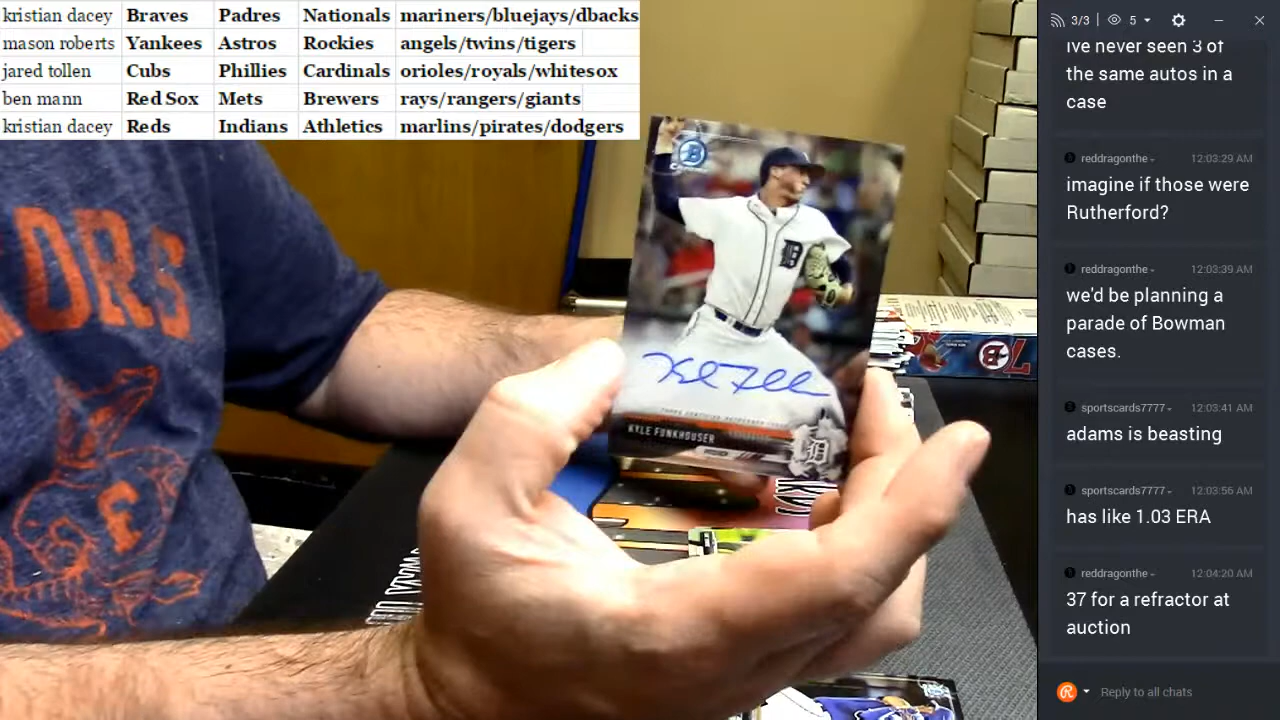 kristian dacey Braves Padres Nationals mariners/bluejays/dbacks
mason roberts Yankees Astros Rockies angels/twins/tigers
jared tollen Cubs Phillies Cardinals orioles/royals/whitesox
ben mann Red Sox Mets Brewers rays/rangers/giants
kristian dacey Reds Indians Athletics marlins/pirates/dodgers
ORS
KYLE FUNKHOUSER
3/3 5
ive never seen 3 of
the same autos in a
case
reddragonthe 12:03:29 AM
imagine if those were
Rutherford?
reddragonthe 12:03:39 AM
we'd be planning a
parade of Bowman
cases.
sportscards7777 12:03:41 AM
adams is beasting
sportscards7777 12:03:56 AM
has like 1.03 ERA
reddragonthe 12:04:20 AM
37 for a refractor at
auction
Reply to all chats